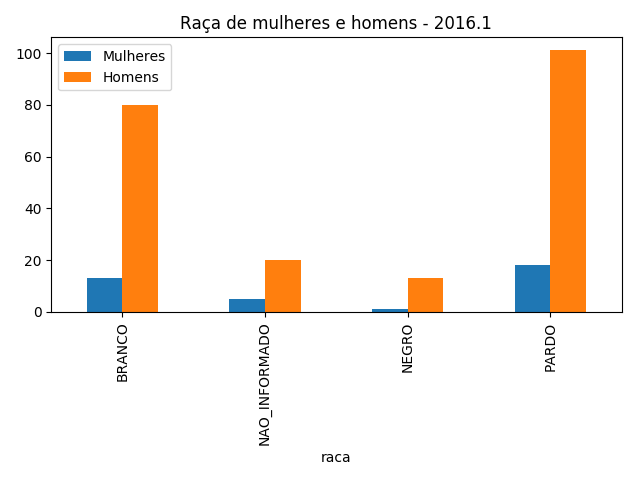 Raça de mulheres e homens - 2016.1
Mulheres
Homens
100
80
60
40
20
0
BRANCO
NAO_INFORMADO
NEGRO
PARDO
raca